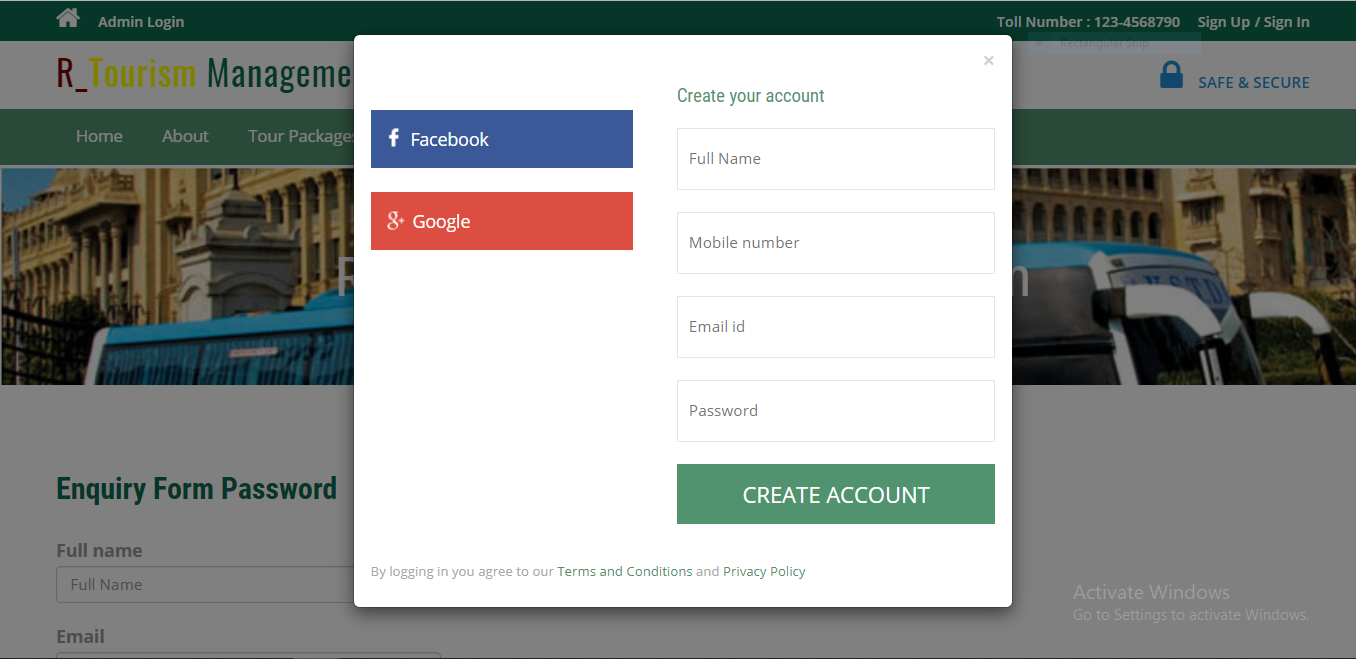 Admin Login
Toll Number : 123-4568790 Sign Up / Sign In
Rectangular Snip
R_Tourism Manageme
SAFE & SECURE
Home About Tour Packages
×
Create your account
Facebook
Full Name
Google
Mobile number
Email id
Password
CREATE ACCOUNT
By logging in you agree to our Terms and Conditions and Privacy Policy
Enquiry Form Password
Full name
Full Name
Email
Activate Windows
Go to Settings to activate Windows.